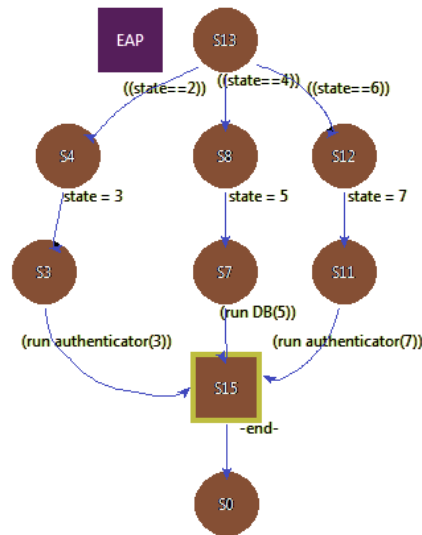 EAP
S13
((state==2))
((state==4))
((state==6))
S4
S8
S12
state = 3
state = 5
state = 7
S3
S7
S11
(run DB(5))
(run authenticator(3))
(run authenticator(7))
S15
-end-
S0